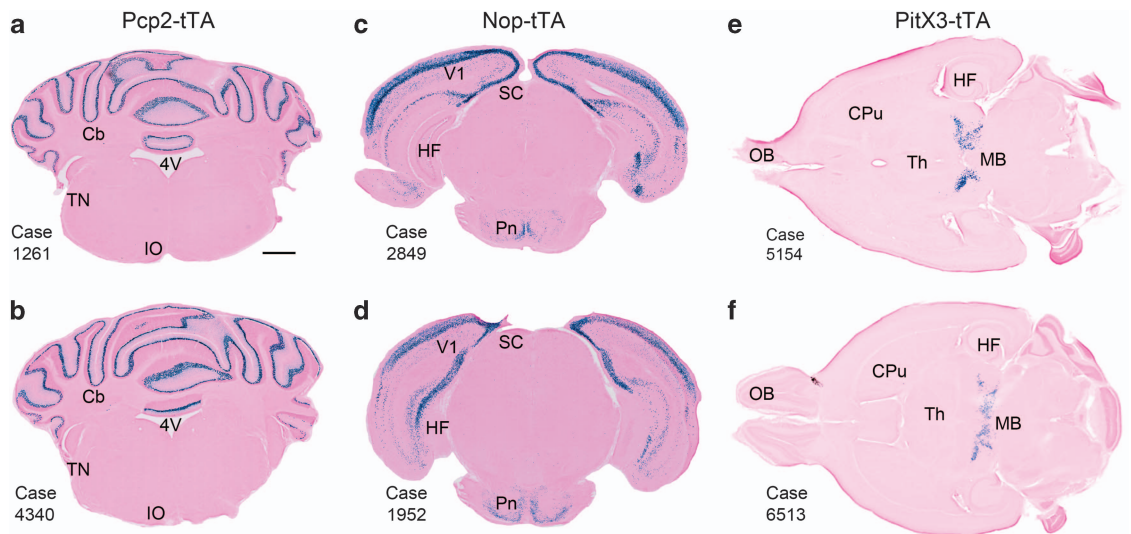 a
Pcp2-tTA
Cb
4V
TN
Case
1261
IO
b
Cb
4V
TN
Case
4340
IO
c
Nop-tTA
V1
SC
HF
Pn
Case
2849
d
V1
SC
HF
Pn
Case
1952
e
PitX3-tTA
HF
CPu
OB
Th
MB
Case
5154
f
HF
CPu
OB
Th
MB
Case
6513